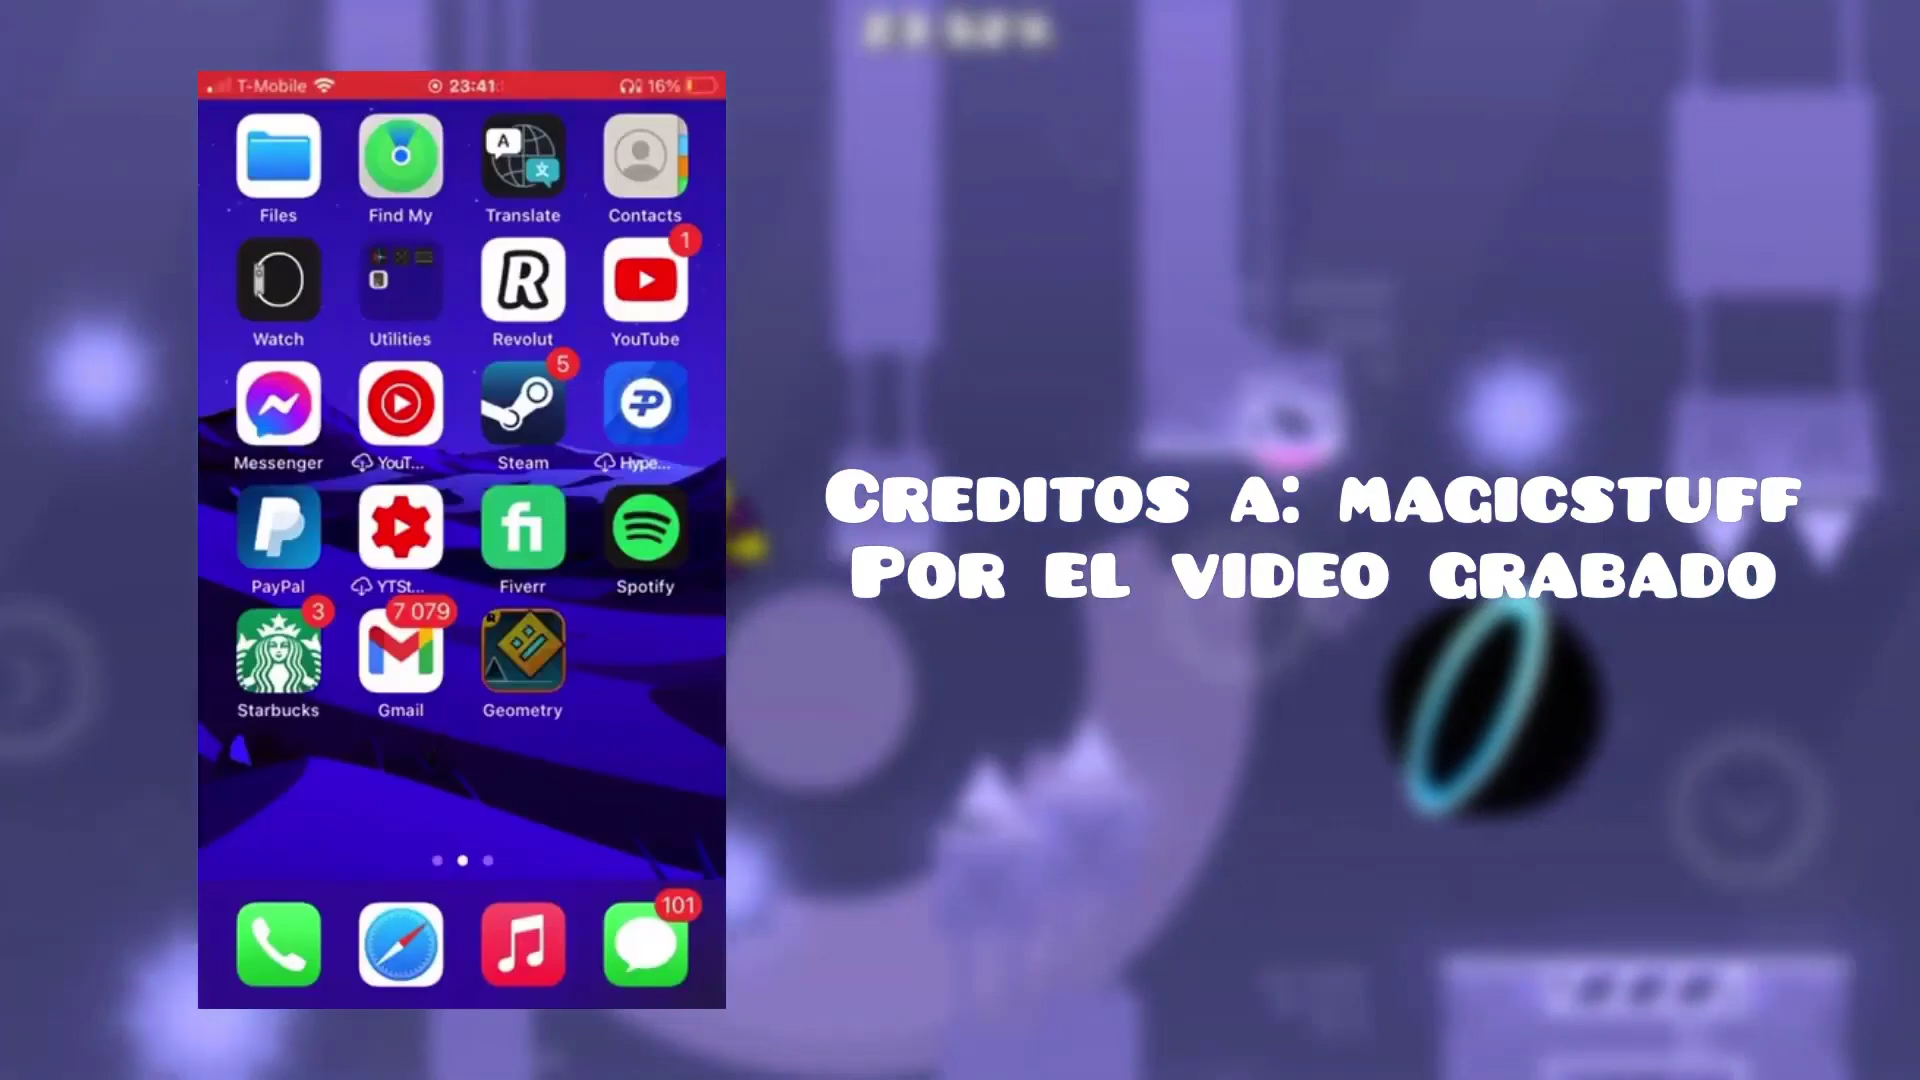 T-Mobile 23:41 16%
Files Find My Translate Contacts
1
Watch Utilities Revolut YouTube
5
Messenger YouT... Steam Hype...
PayPal YTSt... Fiverr Spotify
3 7 079
Starbucks Gmail Geometry
101
Creditos a: magicstuff
Por el video grabado